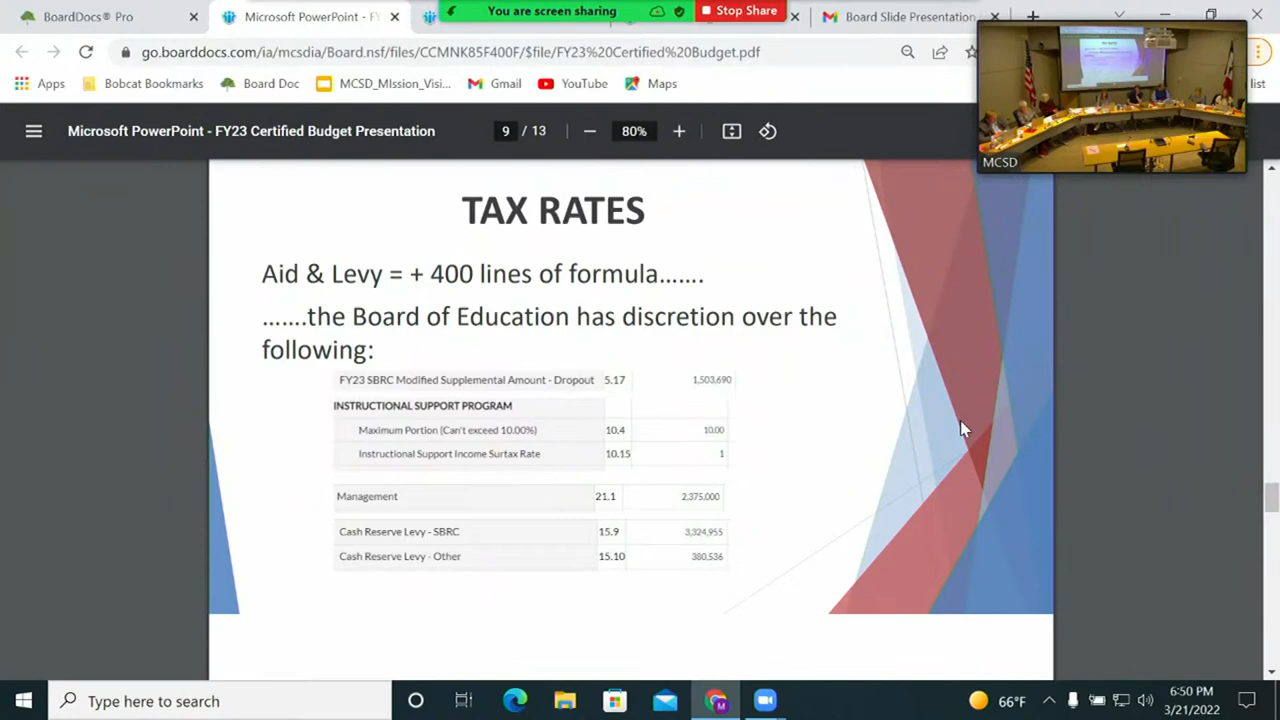 BoardDocs® Pro
Microsoft PowerPoint - F
You are screen sharing
Stop Share
Board Slide Presentation
go.boarddocs.com/ia/mcsdia/Board.nsf/files/CCMNK85F400F/$file/FY23%20Certified%20Budget.pdf
Apps
Bobcat Bookmarks
Board Doc
MCSD_MIssion_Visi...
Gmail
YouTube
Maps
list
Microsoft PowerPoint - FY23 Certified Budget Presentation
9 / 13
80%
MCSD
TAX RATES
Aid & Levy = + 400 lines of formula…….
…….the Board of Education has discretion over the
following:
FY23 SBRC Modified Supplemental Amount - Dropout 5.17 1,503,690
INSTRUCTIONAL SUPPORT PROGRAM
Maximum Portion (Can't exceed 10.00%) 10.4 10.00
Instructional Support Income Surtax Rate 10.15 1
Management 21.1 2,375,000
Cash Reserve Levy - SBRC 15.9 3,324,955
Cash Reserve Levy - Other 15.10 380,536
Type here to search
66°F
6:50 PM
3/21/2022